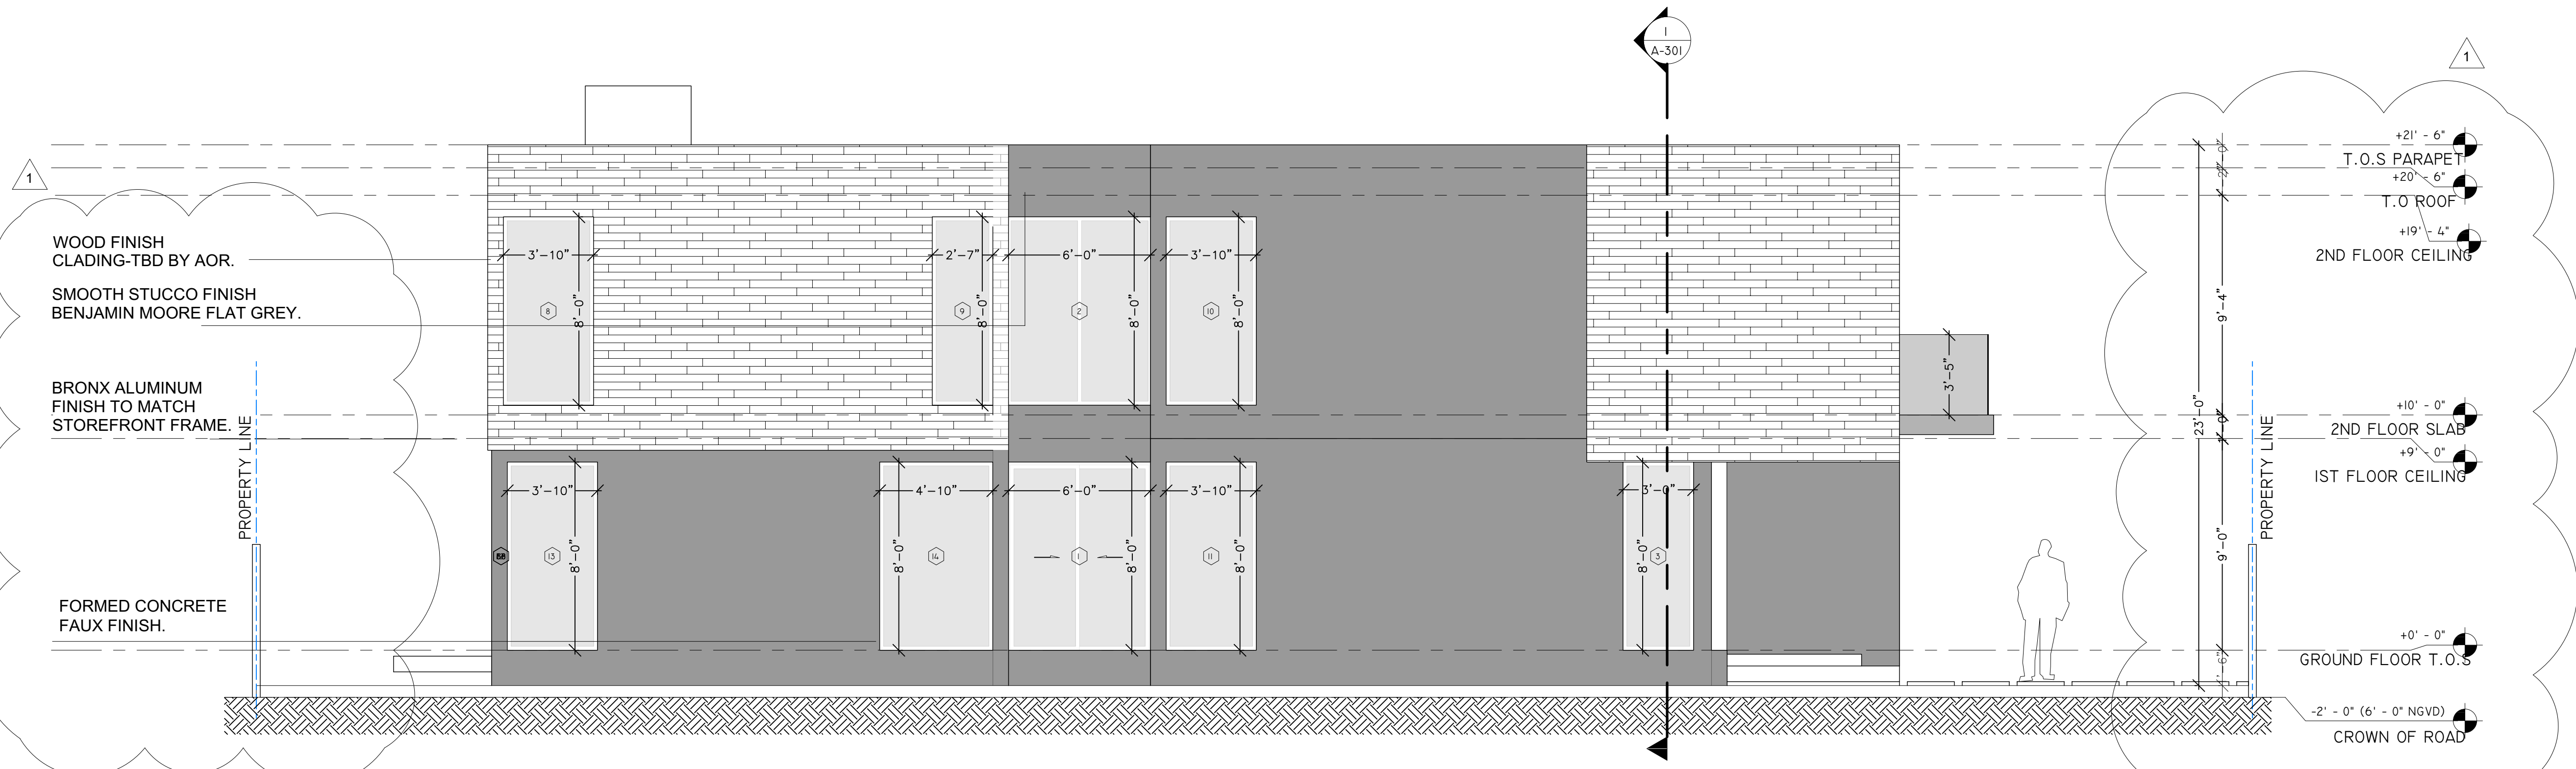 1
A-301
1
1
WOOD FINISH
CLADING-TBD BY AOR.
SMOOTH STUCCO FINISH
BENJAMIN MOORE FLAT GREY.
BRONX ALUMINUM
FINISH TO MATCH
STOREFRONT FRAME.
FORMED CONCRETE
FAUX FINISH.
PROPERTY LINE
3'-10"
8'-0"
8
2'-7"
8'-0"
9
6'-0"
8'-0"
2
3'-10"
8'-0"
10
3'-10"
8'-0"
13
4'-10"
8'-0"
14
6'-0"
8'-0"
1
3'-10"
8'-0"
11
3'-0"
8'-0"
3
3'-5"
23'-0"
9'-4"
9'-0"
PROPERTY LINE
+21' - 6"
T.O.S PARAPET
+20' - 6"
T.O ROOF
+19' - 4"
2ND FLOOR CEILING
+10' - 0"
2ND FLOOR SLAB
+9' - 0"
1ST FLOOR CEILING
+0' - 0"
GROUND FLOOR T.O.S
-2' - 0" (6' - 0" NGVD)
CROWN OF ROAD